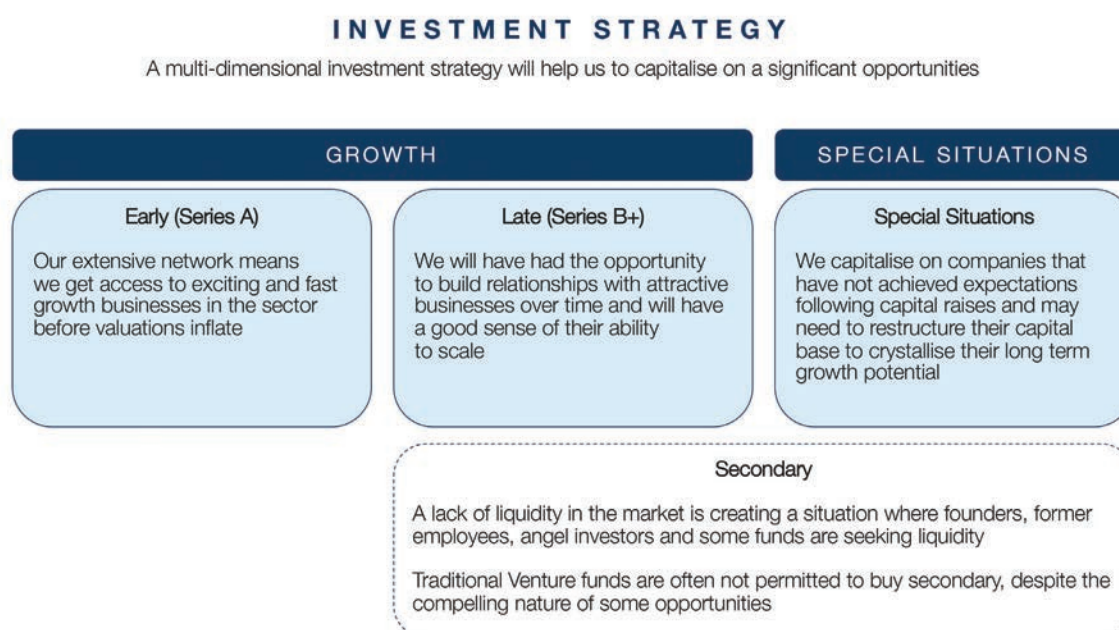 INVESTMENT STRATEGY
A multi-dimensional investment strategy will help us to capitalise on a significant opportunities
GROWTH
Early (Series A)
Our extensive network means
we get access to exciting and fast
growth businesses in the sector
before valuations inflate
Late (Series B+)
We will have had the opportunity
to build relationships with attractive
businesses over time and will have
a good sense of their ability
to scale
SPECIAL SITUATIONS
Special Situations
We capitalise on companies that
have not achieved expectations
following capital raises and may
need to restructure their capital
base to crystallise their long term
growth potential
Secondary
A lack of liquidity in the market is creating a situation where founders, former
employees, angel investors and some funds are seeking liquidity
Traditional Venture funds are often not permitted to buy secondary, despite the
compelling nature of some opportunities